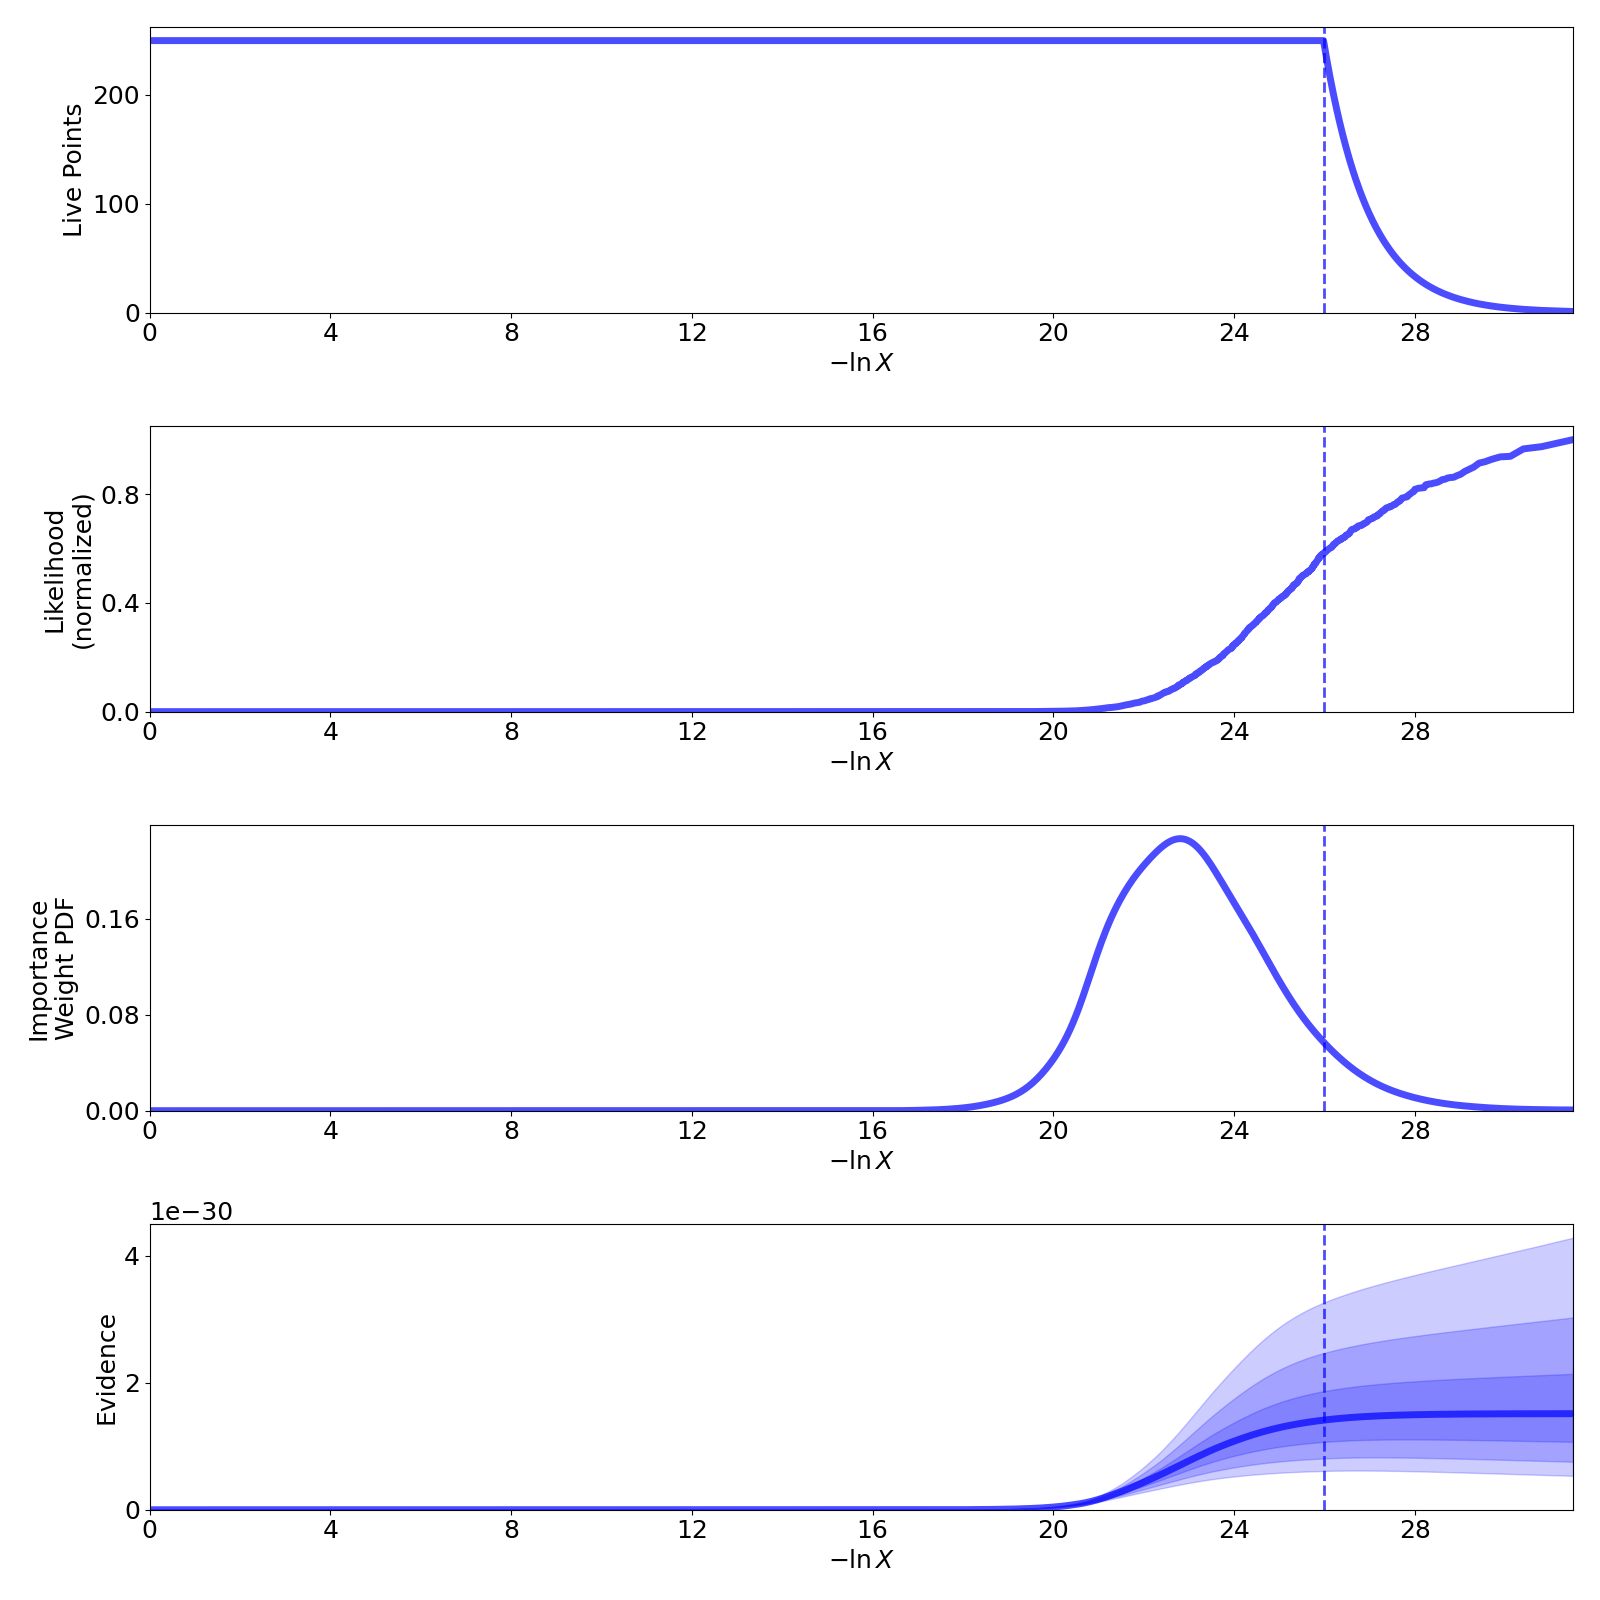 Live Points
200
100
0
0 4 8 12 16 20 24 28
−ln X
Likelihood
(normalized)
0.8
0.4
0.0
0 4 8 12 16 20 24 28
−ln X
Importance
Weight PDF
0.16
0.08
0.00
0 4 8 12 16 20 24 28
−ln X
1e−30
Evidence
4
2
0
0 4 8 12 16 20 24 28
−ln X